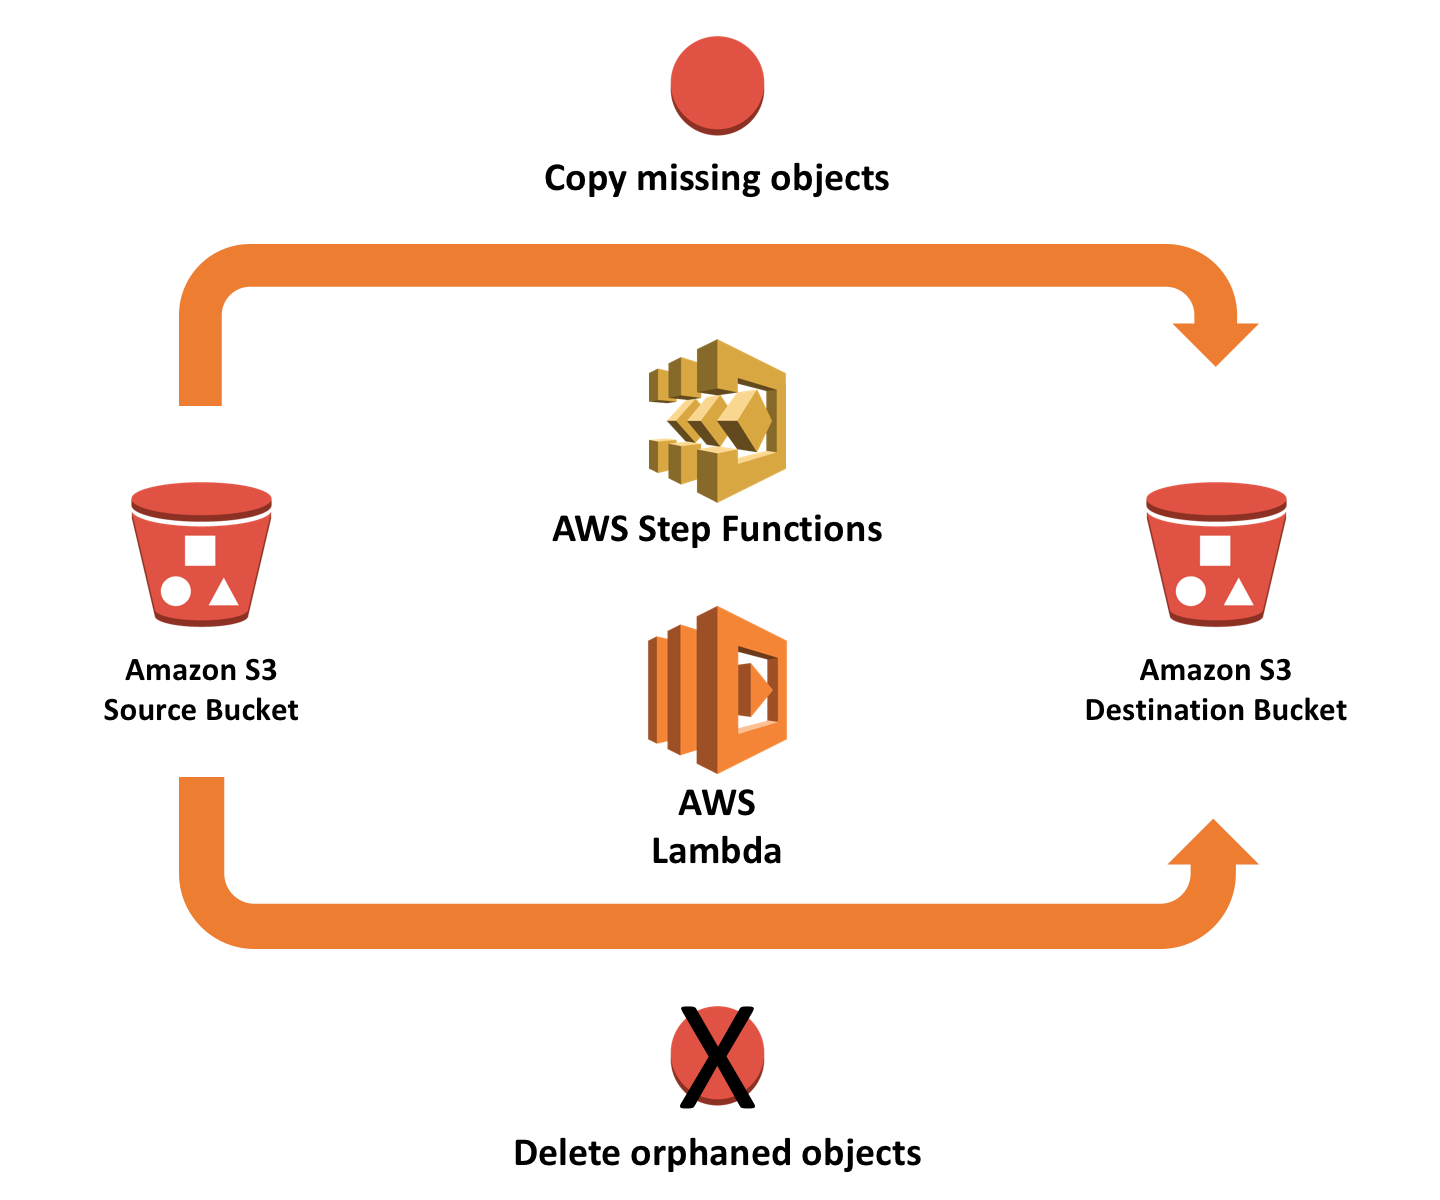 Copy missing objects
AWS Step Functions
Amazon S3
Source Bucket
Amazon S3
Destination Bucket
AWS
Lambda
X
Delete orphaned objects